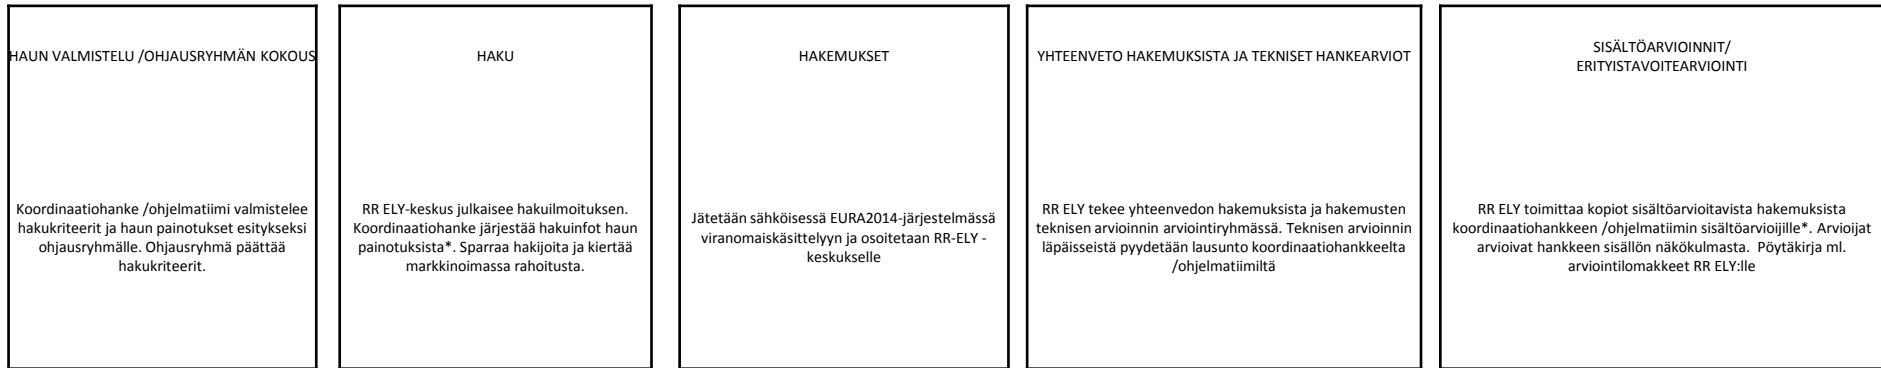 HAUN VALMISTELU /OHJAUSRYHMÄN KOKOUS
Koordinaatiohanke /ohjelmatiimi valmistelee
hakukriteerit ja haun painotukset esitykseksi
ohjausryhmälle. Ohjausryhmä päättää
hakukriteerit.
HAKU
RR ELY-keskus julkaisee hakuilmoituksen.
Koordinaatiohanke järjestää hakuinfot haun
painotuksista*. Sparraa hakijoita ja kiertää
markkinoimassa rahoitusta.
HAKEMUKSET
Jätetään sähköisessä EURA2014-järjestelmässä
viranomaiskäsittelyyn ja osoitetaan RR-ELY -
keskukselle
YHTEENVETO HAKEMUKSISTA JA TEKNISET HANKEARVIOT
RR ELY tekee yhteenvedon hakemuksista ja hakemusten
teknisen arvioinnin arviointiryhmässä. Teknisen arvioinnin
läpäisseistä pyydetään lausunto koordinaatiohankkeelta
/ohjelmatiimiltä
SISÄLTÖARVIOINNIT/
ERITYISTAVOITEARVIOINTI
RR ELY toimittaa kopiot sisältöarvioitavista hakemuksista
koordinaatiohankkeen /ohjelmatiimin sisältöarvioijille*. Arvioijat
arvioivat hankkeen sisällön näkökulmasta.  Pöytäkirja ml.
arviointilomakkeet RR ELY:lle